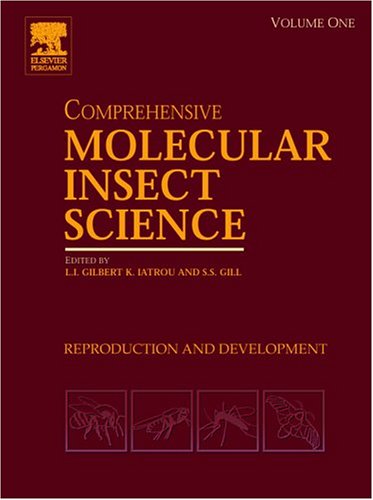 VOLUME ONE
ELSEVIER
PERGAMON
COMPREHENSIVE
MOLECULAR
INSECT
SCIENCE
EDITED BY
L.I. GILBERT K. IATROU AND S.S. GILL
REPRODUCTION AND DEVELOPMENT